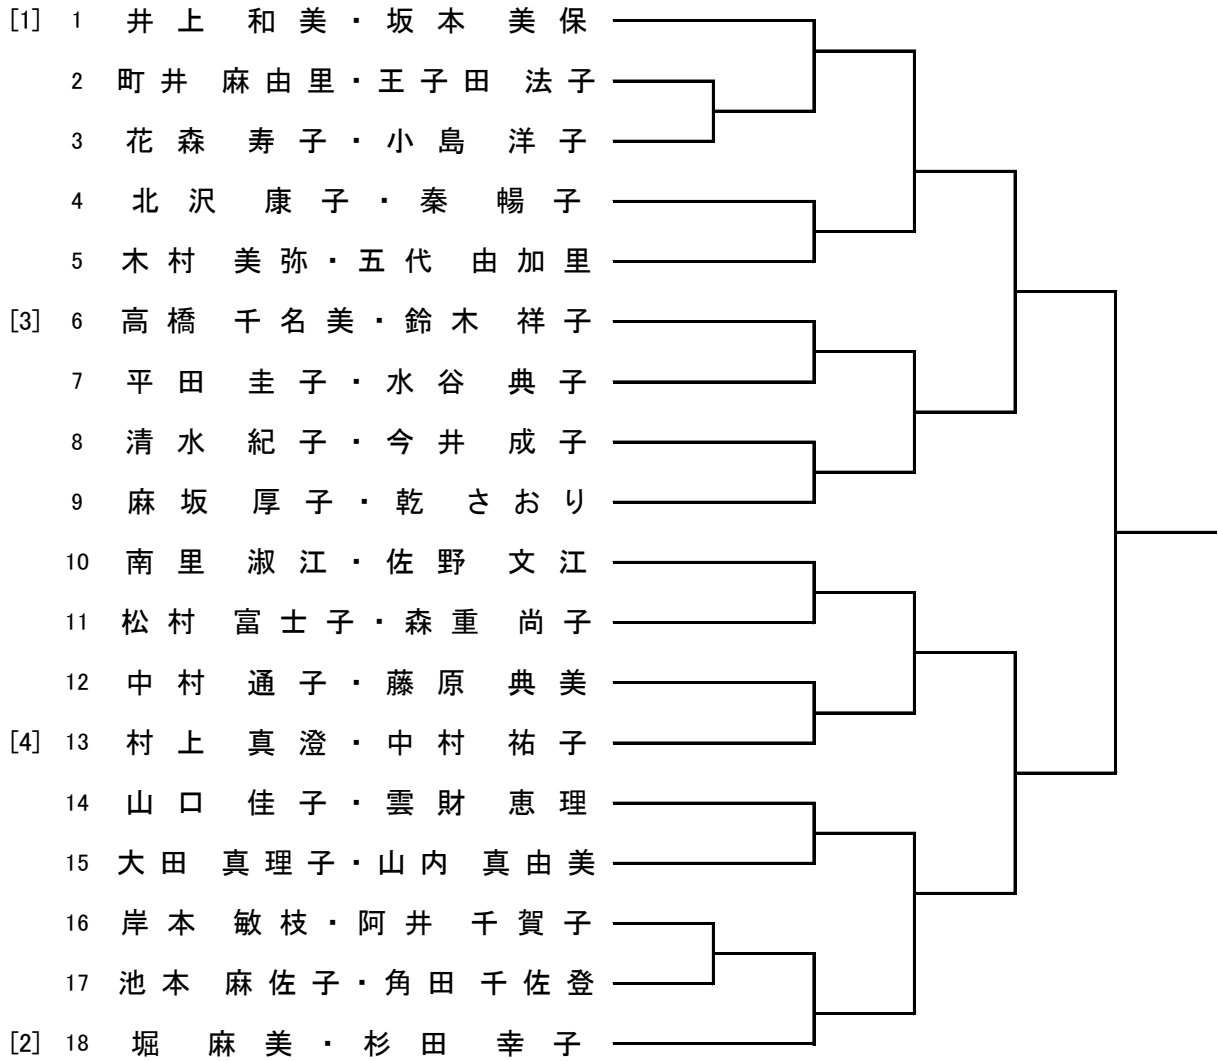 [1] 1 井上 和美・坂本 美保
2 町井 麻由里・王子田 法子
3 花森 寿子・小島 洋子
4 北沢 康子・秦 暢子
5 木村 美弥・五代 由加里
[3] 6 高橋 千名美・鈴木 祥子
7 平田 圭子・水谷 典子
8 清水 紀子・今井 成子
9 麻坂 厚子・乾 さおり
10 南里 淑江・佐野 文江
11 松村 富士子・森重 尚子
12 中村 通子・藤原 典美
[4] 13 村上 真澄・中村 祐子
14 山口 佳子・雲財 恵理
15 大田 真理子・山内 真由美
16 岸本 敏枝・阿井 千賀子
17 池本 麻佐子・角田 千佐登
[2] 18 堀 麻美・杉田 幸子